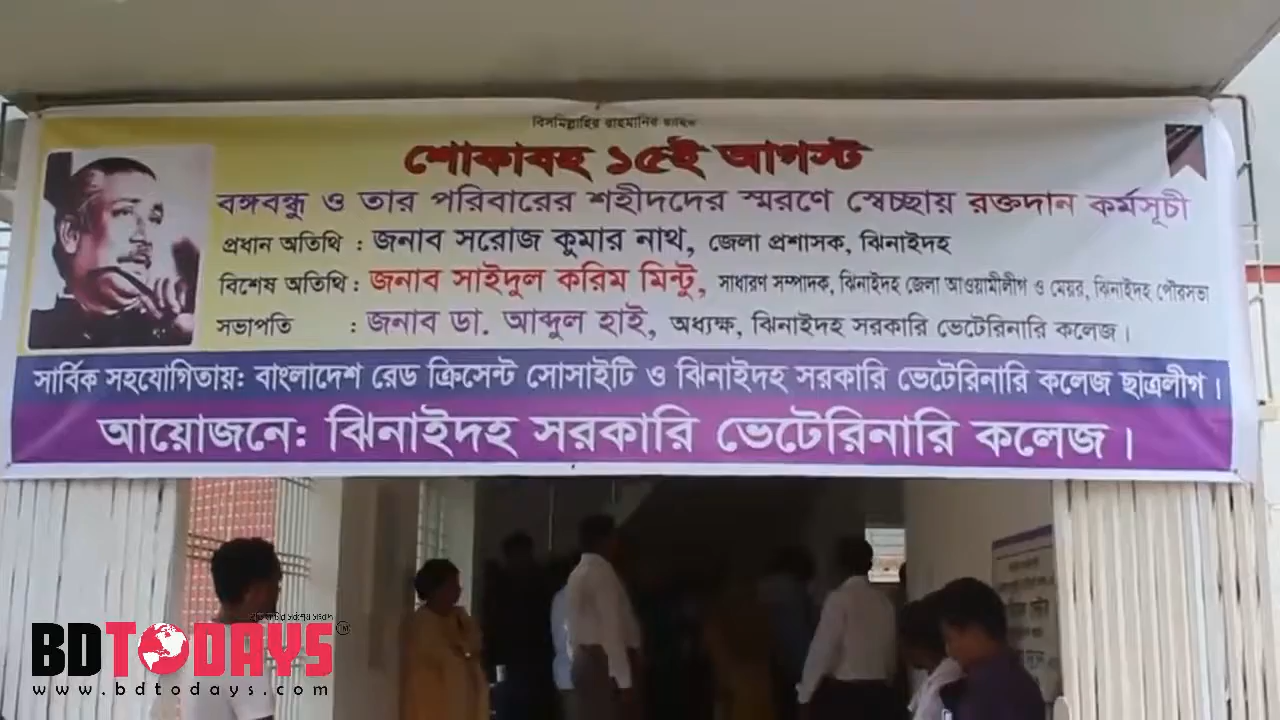 বিসমিল্লাহির রাহমানির রাহিম
শোকাবহ ১৫ই আগস্ট
বঙ্গবন্ধু ও তার পরিবারের শহীদদের স্মরণে স্বেচ্ছায় রক্তদান কর্মসূচী
প্রধান অতিথি : জনাব সরোজ কুমার নাথ, জেলা প্রশাসক, ঝিনাইদহ
বিশেষ অতিথি : জনাব সাইদুল করিম মিন্টু, সাধারণ সম্পাদক, ঝিনাইদহ জেলা আওয়ামীলীগ ও মেয়র, ঝিনাইদহ পৌরসভা
সভাপতি : জনাব ডা. আব্দুল হাই, অধ্যক্ষ, ঝিনাইদহ সরকারি ভেটেরিনারি কলেজ।
সার্বিক সহযোগিতায়: বাংলাদেশ রেড ক্রিসেন্ট সোসাইটি ও ঝিনাইদহ সরকারি ভেটেরিনারি কলেজ ছাত্রলীগ।
আয়োজনে: ঝিনাইদহ সরকারি ভেটেরিনারি কলেজ।
BDTODAYS
www.bdtodays.com